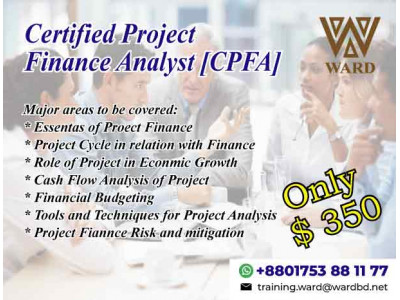 Certified Project
Finance Analyst [CPFA]
WARD
Major areas to be covered:
* Essentas of Proect Finance
* Project Cycle in relation with Finance
* Role of Project in Econmic Growth
* Cash Flow Analysis of Project
* Financial Budgeting
* Tools and Techniques for Project Analysis
* Project Fiannce Risk and mitigation
Only
$ 350
+8801753 88 11 77
training.ward@wardbd.net